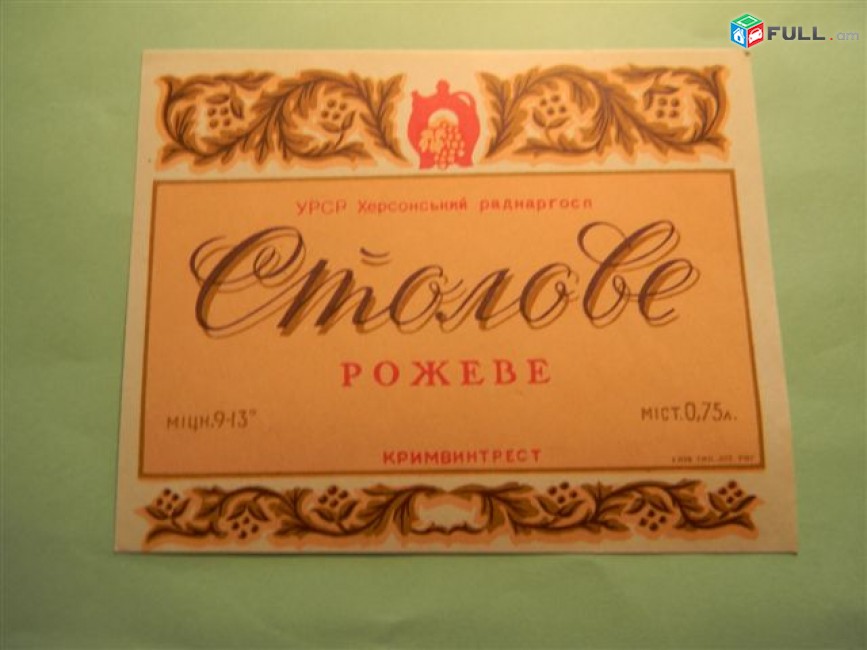 FULL.am
УРСР Херсонський раднаргосп
Столове
РОЖЕВЕ
МІЦН.9-13°
МІСТ.0,75л.
КРИМВИНТРЕСТ